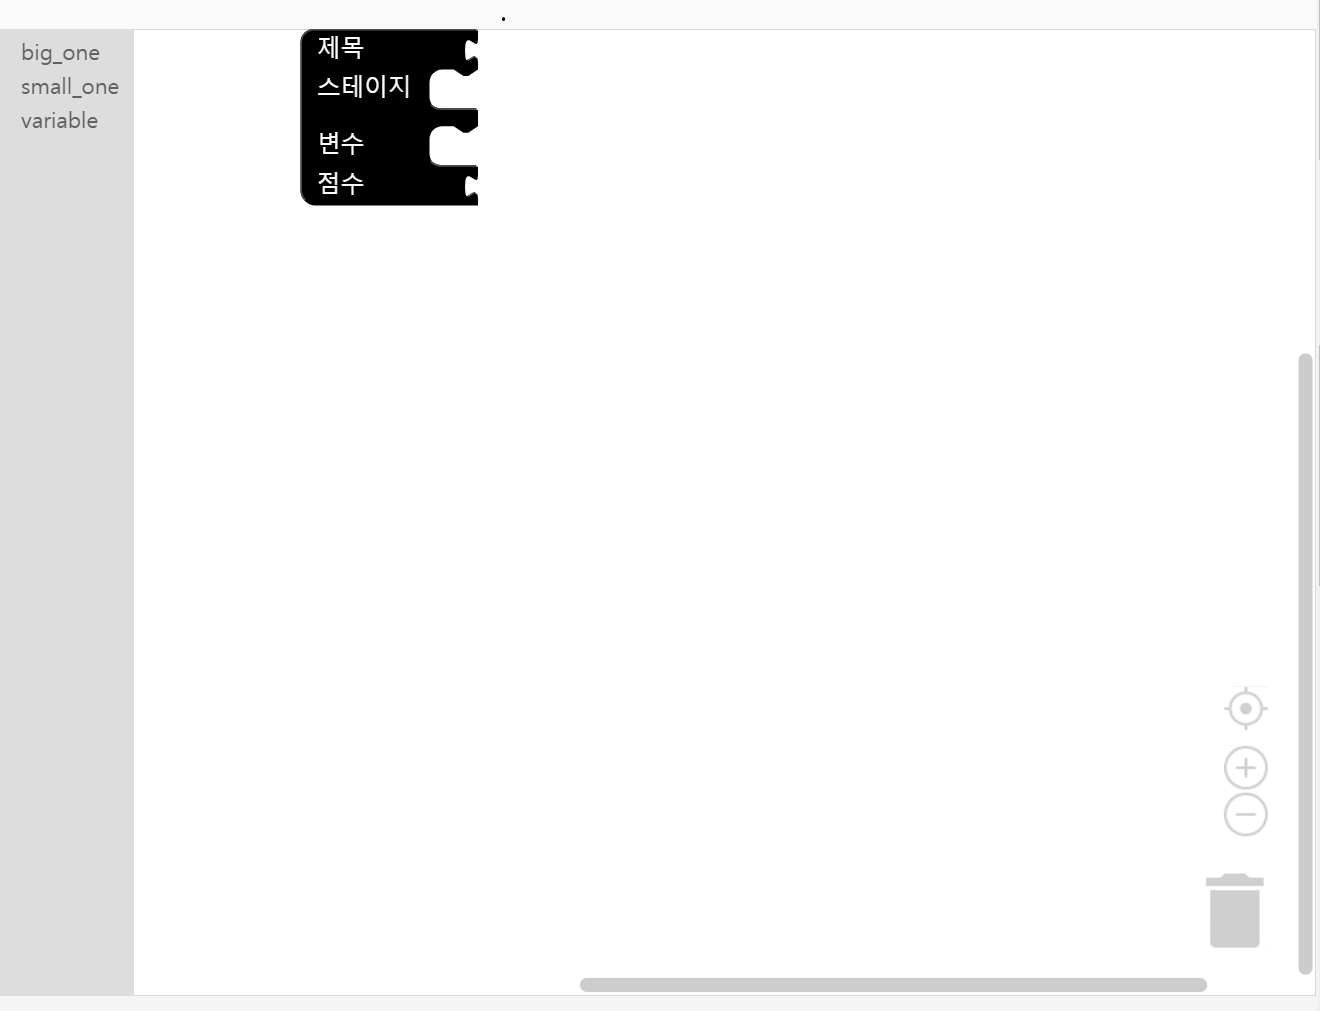 .
big_one
small_one
variable
제목
스테이지
변수
점수